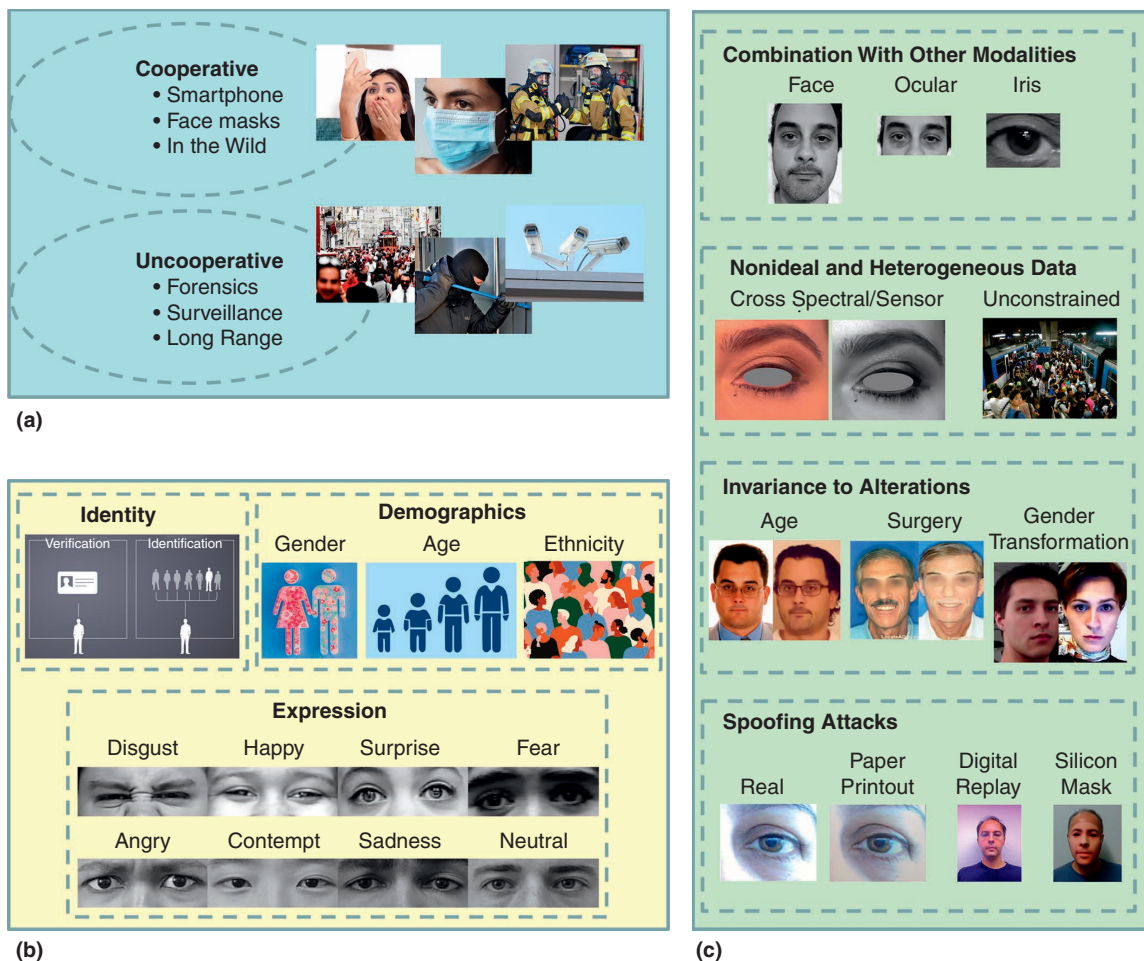 Cooperative
• Smartphone
• Face masks
• In the Wild
Uncooperative
• Forensics
• Surveillance
• Long Range
(a)
Identity
Verification
Identification
Demographics
Gender
Age
Ethnicity
Expression
Disgust
Happy
Surprise
Fear
Angry
Contempt
Sadness
Neutral
(b)
Combination With Other Modalities
Face
Ocular
Iris
Nonideal and Heterogeneous Data
Cross Spectral/Sensor
Unconstrained
Invariance to Alterations
Age
Surgery
Gender
Transformation
Spoofing Attacks
Real
Paper
Printout
Digital
Replay
Silicon
Mask
(c)